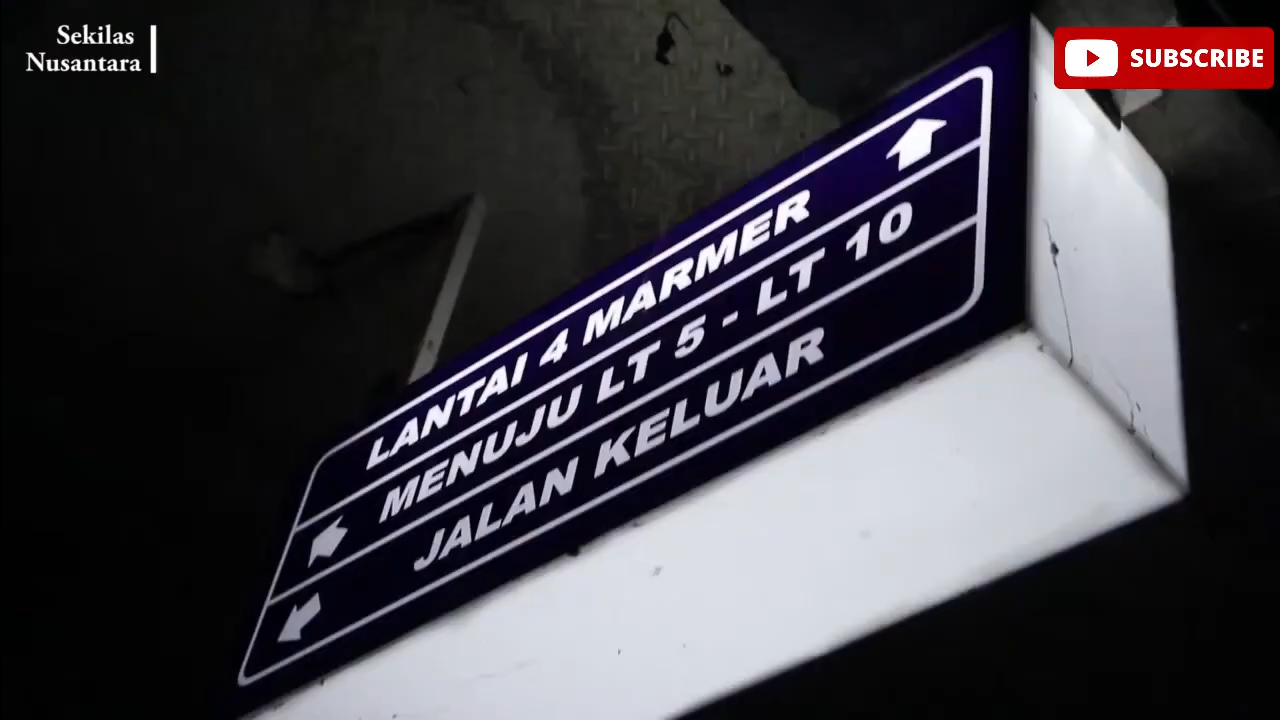 Sekilas
Nusantara
SUBSCRIBE
LANTAI 4 MARMER
MENUJU LT 5 - LT 10
JALAN KELUAR